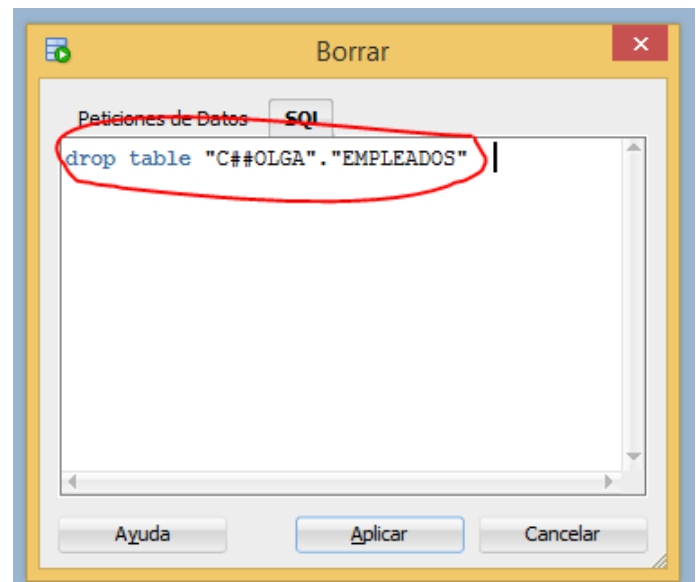 Borrar
Peticiones de Datos SQL
drop table "C##OLGA"."EMPLEADOS"
Ayuda Aplicar Cancelar